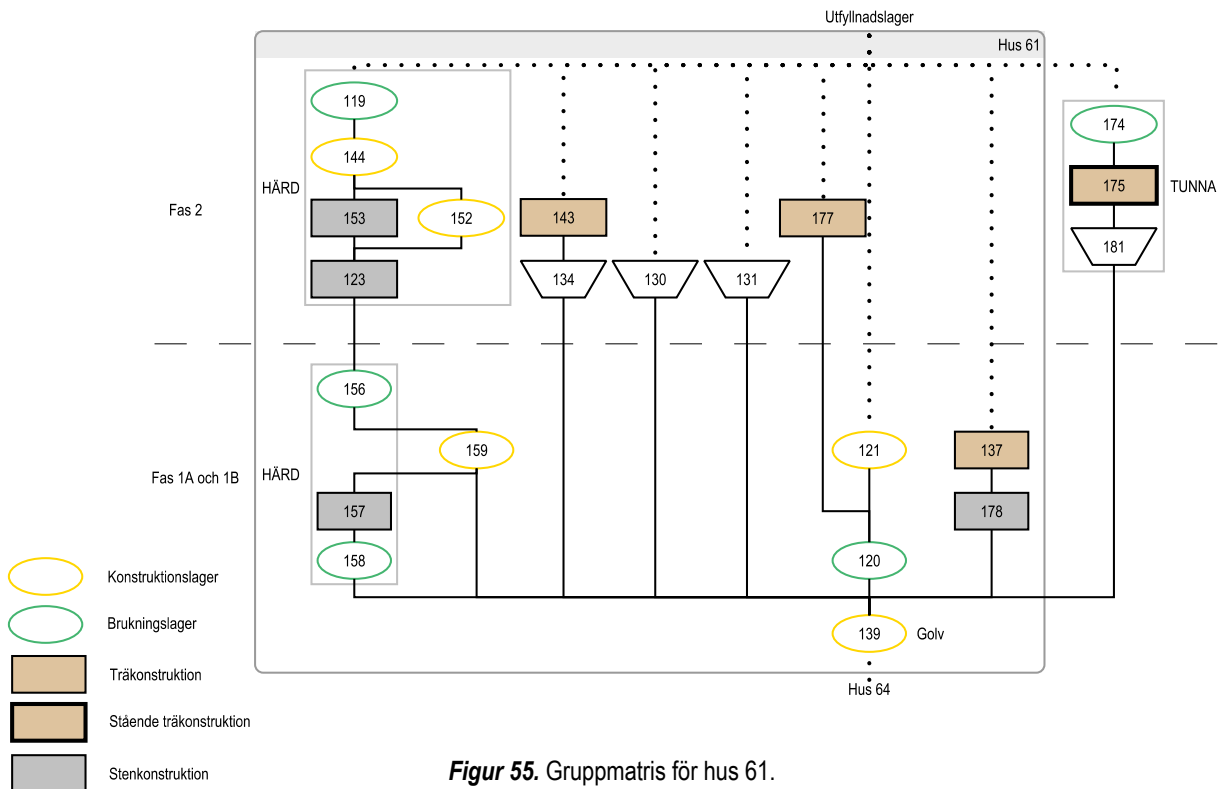 Utfyllnadslager
Hus 61
119
174
144
HÄRD
175
TUNNA
Fas 2
153
152
143
177
181
123
134
130
131
156
159
121
137
Fas 1A och 1B
HÄRD
157
178
158
120
Konstruktionslager
Brukningslager
139
Golv
Träkonstruktion
Hus 64
Stående träkonstruktion
Stenkonstruktion
Figur 55. Gruppmatris för hus 61.